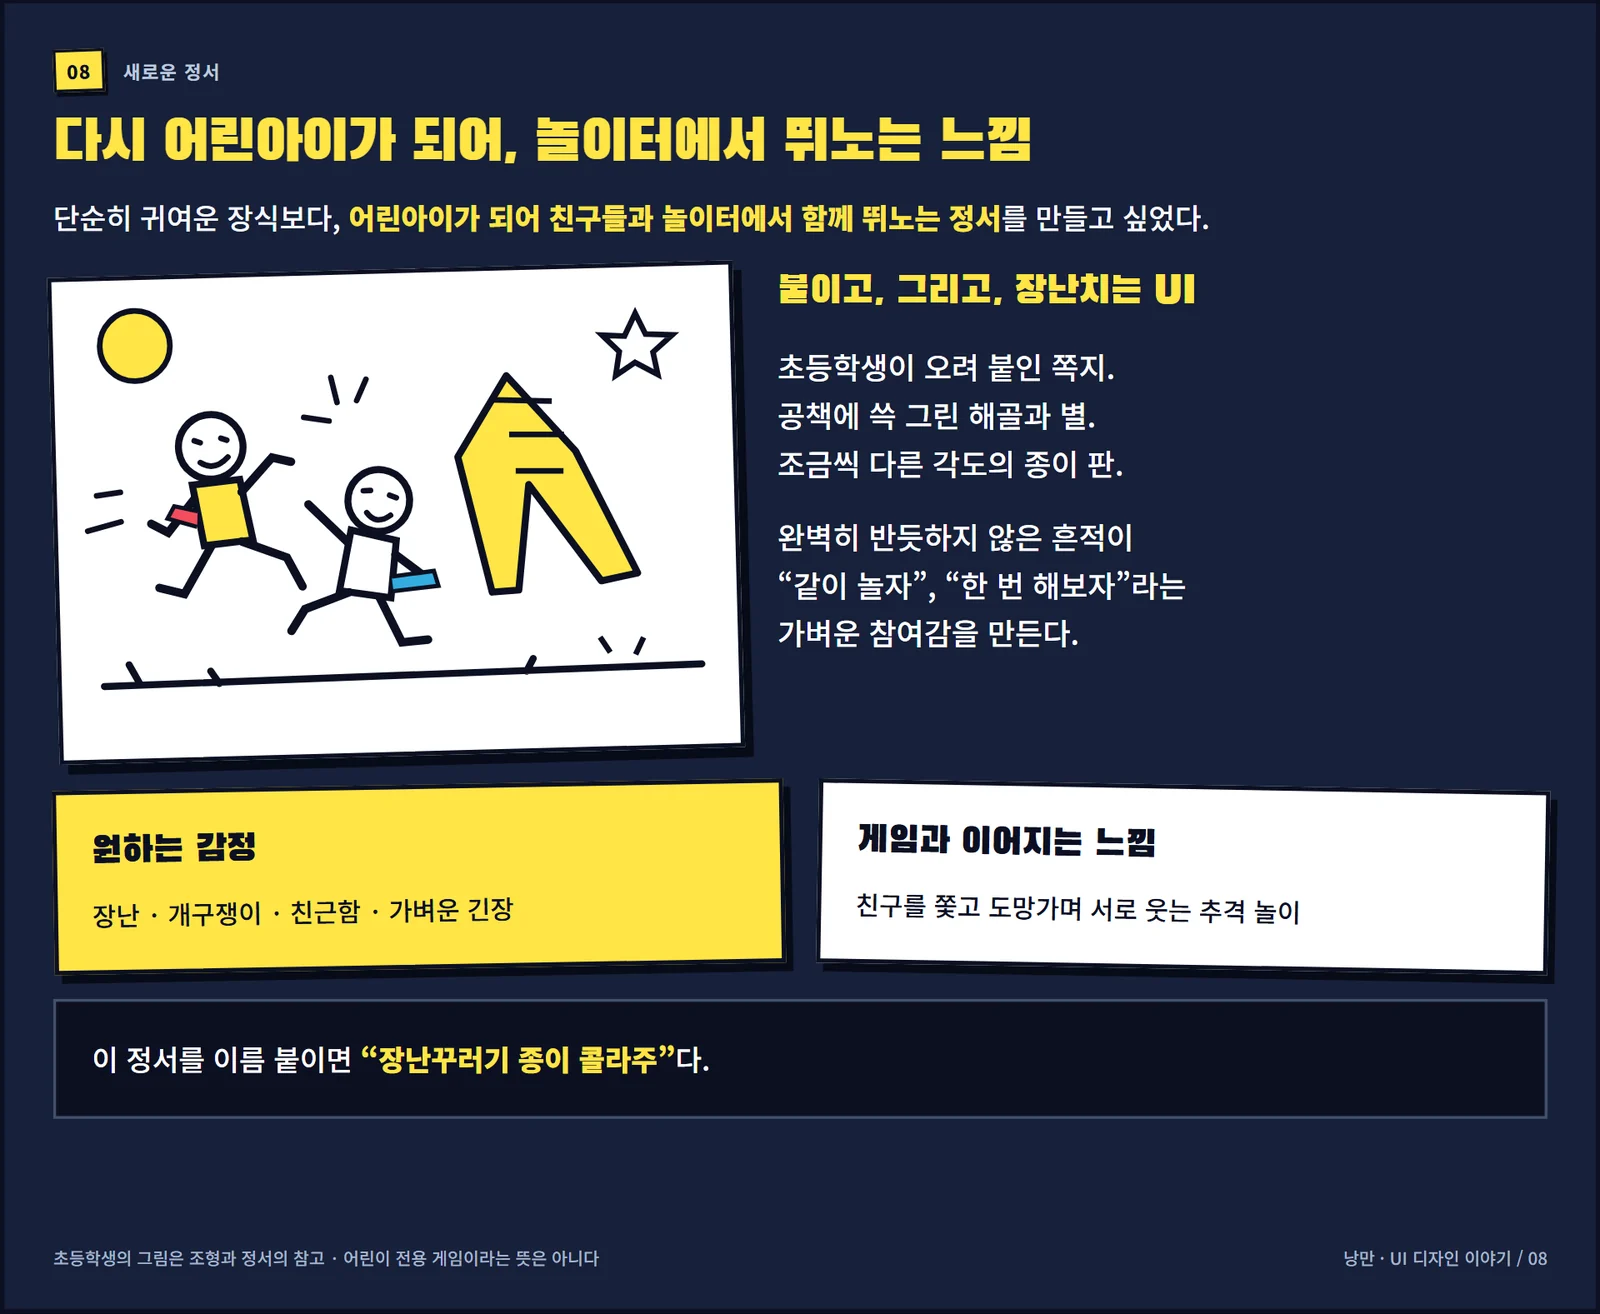 08
새로운 정서
다시 어린아이가 되어, 놀이터에서 뛰노는 느낌
단순히 귀여운 장식보다, 어린아이가 되어 친구들과 놀이터에서 함께 뛰노는 정서를 만들고 싶었다.
붙이고, 그리고, 장난치는 UI
초등학생이 오려 붙인 쪽지.
공책에 쓱 그린 해골과 별.
조금씩 다른 각도의 종이 판.
완벽히 반듯하지 않은 흔적이
“같이 놀자”, “한 번 해보자”라는
가벼운 참여감을 만든다.
원하는 감정
장난 · 개구쟁이 · 친근함 · 가벼운 긴장
게임과 이어지는 느낌
친구를 쫓고 도망가며 서로 웃는 추격 놀이
이 정서를 이름 붙이면 “장난꾸러기 종이 콜라주”다.
초등학생의 그림은 조형과 정서의 참고 · 어린이 전용 게임이라는 뜻은 아니다
낭만 · UI 디자인 이야기 / 08